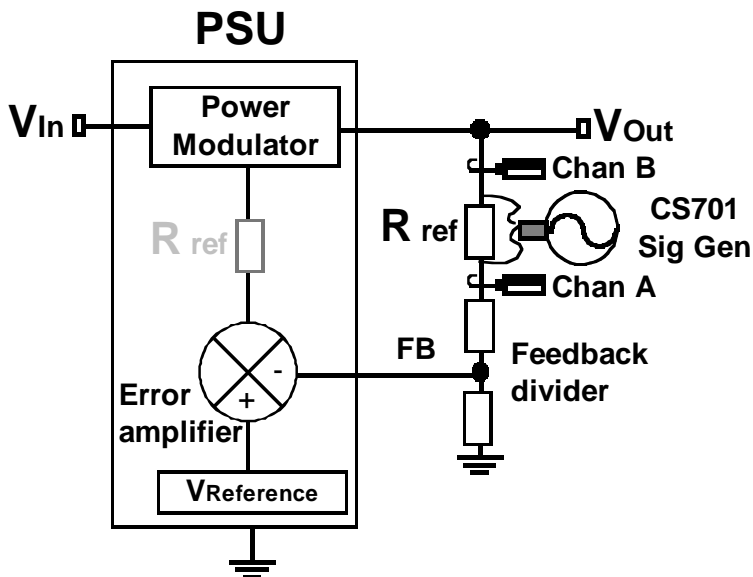 PSU
VIn
Power
Modulator
VOut
Chan B
R ref
R ref
CS701
Sig Gen
Chan A
FB
Feedback
divider
-
+
Error
amplifier
VReference